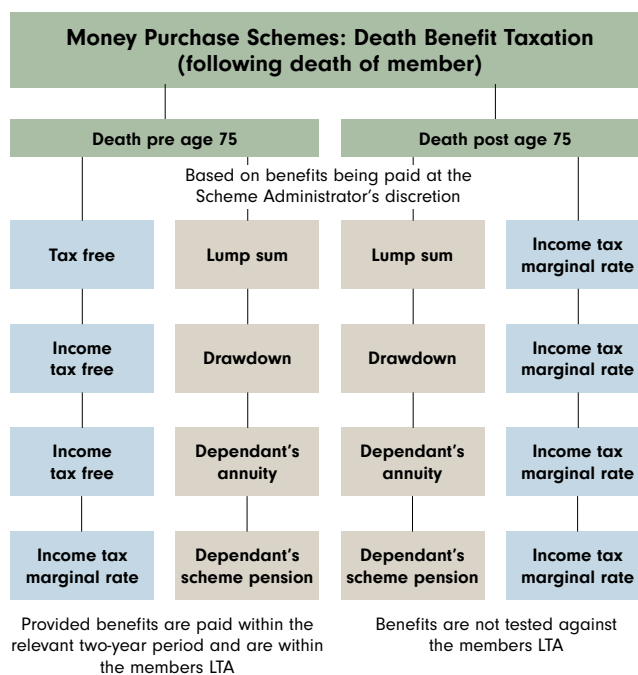 Money Purchase Schemes: Death Benefit Taxation
(following death of member)
Death pre age 75
Death post age 75
Based on benefits being paid at the
Scheme Administrator's discretion
Tax free
Lump sum
Lump sum
Income tax
marginal rate
Income
tax free
Drawdown
Drawdown
Income tax
marginal rate
Income
tax free
Dependant's
annuity
Dependant's
annuity
Income tax
marginal rate
Income tax
marginal rate
Dependant's
scheme pension
Dependant's
scheme pension
Income tax
marginal rate
Provided benefits are paid within the
relevant two-year period and are within
the members LTA
Benefits are not tested against
the members LTA